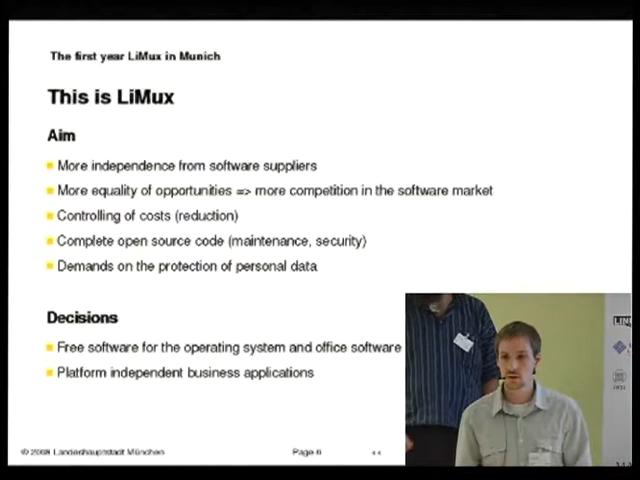 The first year LiMux in Munich
This is LiMux
Aim
More independence from software suppliers
More equality of opportunities => more competition in the software market
Controlling of costs (reduction)
Complete open source code (maintenance, security)
Demands on the protection of personal data
Decisions
Free software for the operating system and office software
Platform independent business applications
© 2008 Landeshauptstadt München
Page 6